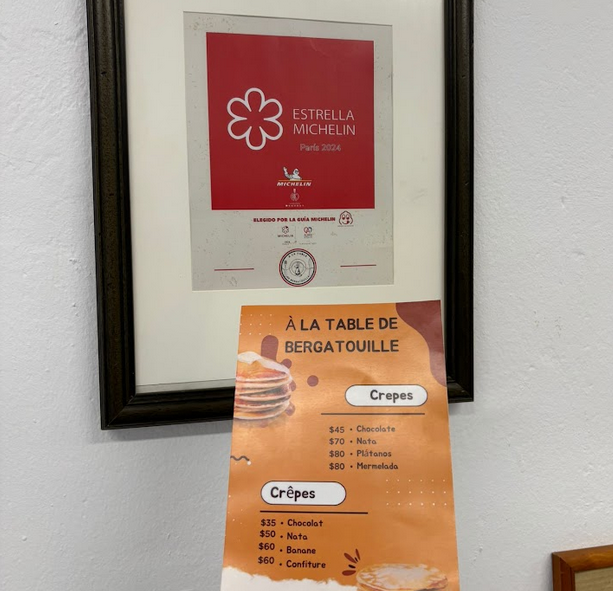 ESTRELLA
MICHELIN
París 2024
MICHELIN
ELEGIDO POR LA GUÍA MICHELIN
À LA TABLE DE
BERGATOUILLE
Crepes
$45 • Chocolate
$70 • Nata
$80 • Plátanos
$80 • Mermelada
Crêpes
$35 • Chocolat
$50 • Nata
$60 • Banane
$60 • Confiture